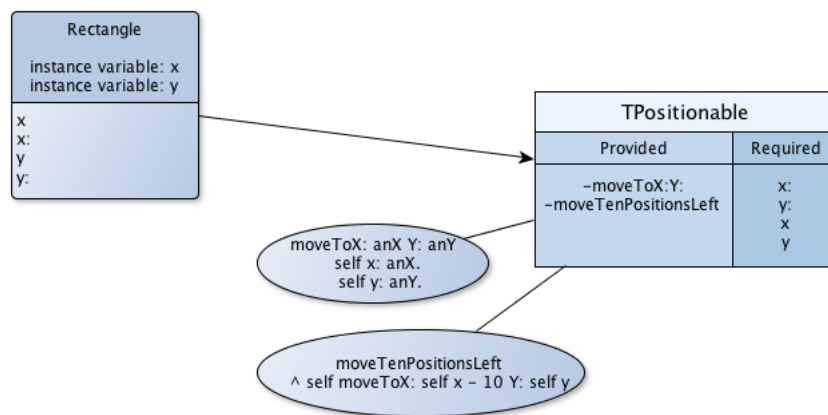 Rectangle
instance variable: x
instance variable: y
x
x:
y
y:
TPositionable
Provided
Required
-moveToX:Y:
-moveTenPositionsLeft
x:
y:
x
y
moveToX: anX Y: anY
self x: anX.
self y: anY.
moveTenPositionsLeft
^ self moveToX: self x - 10 Y: self y